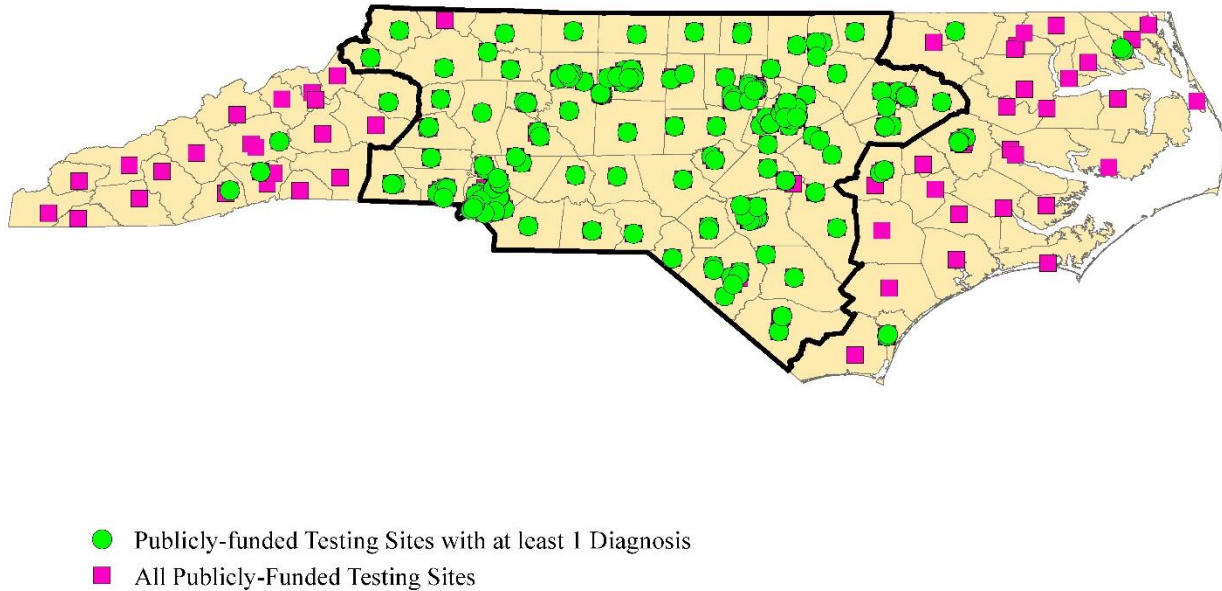 Publicly-funded Testing Sites with at least 1 Diagnosis
All Publicly-Funded Testing Sites